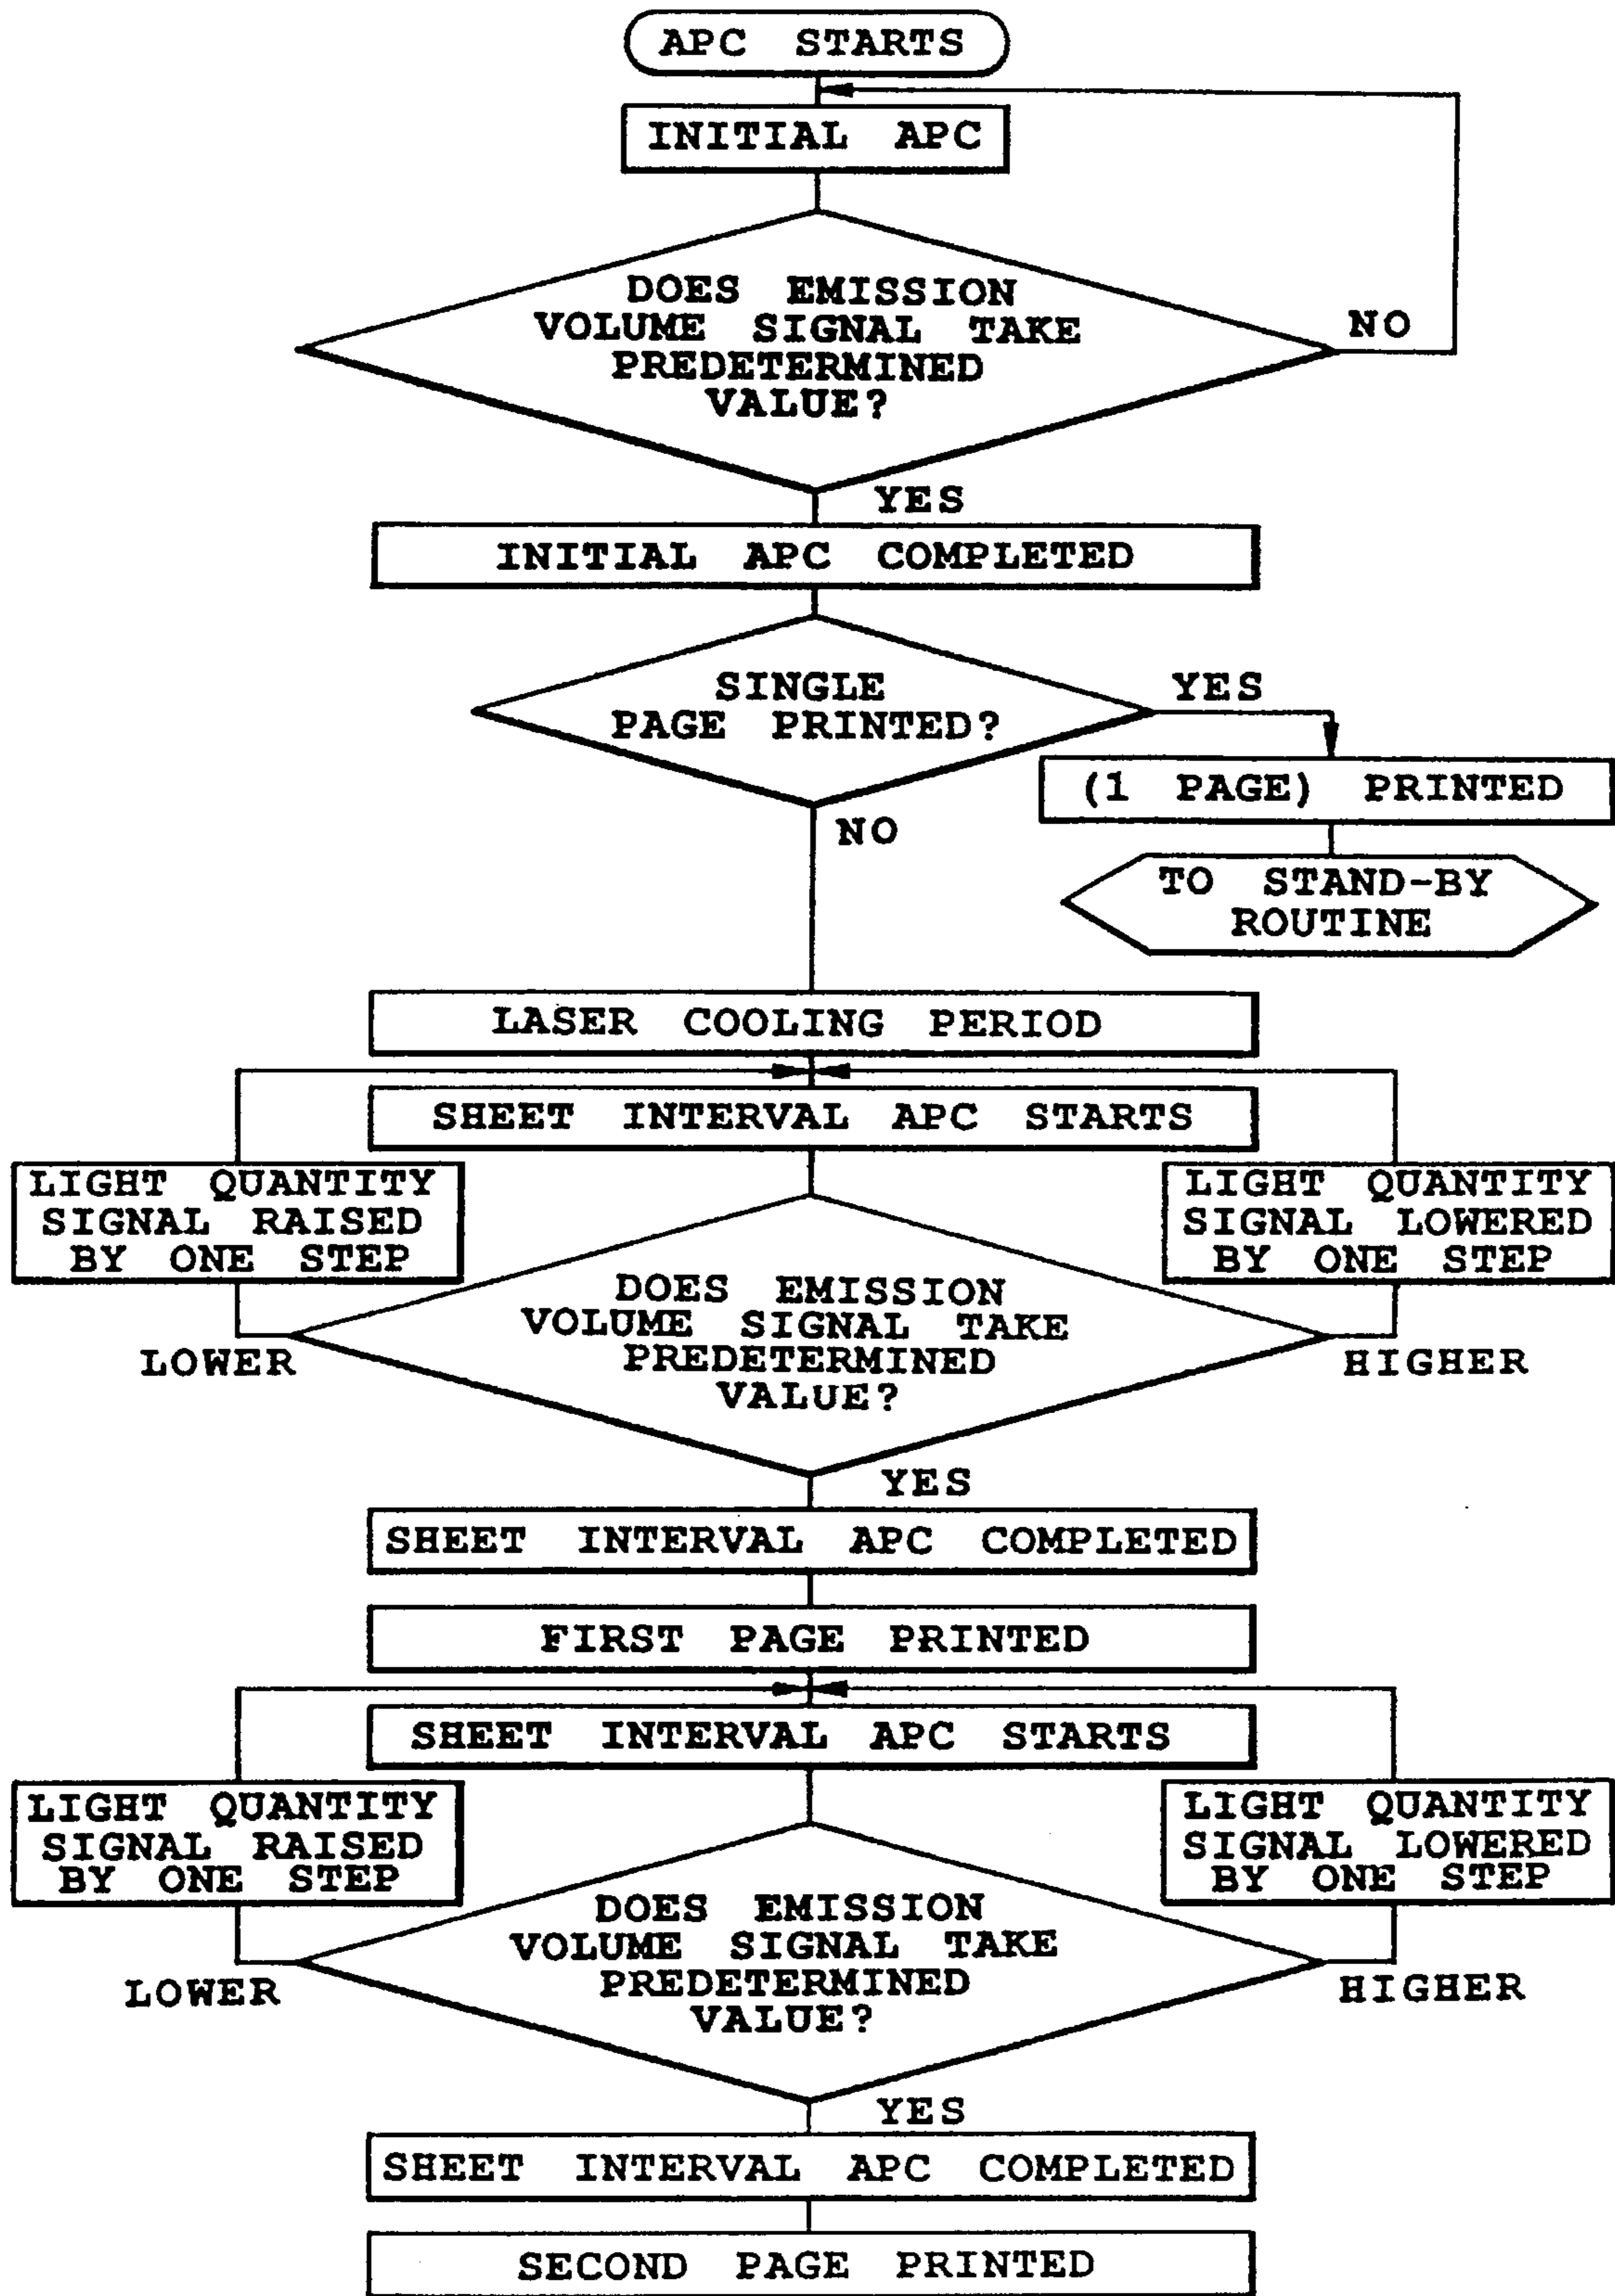 APC STARTS
INITIAL APC
DOES EMISSION
VOLUME SIGNAL TAKE
PREDETERMINED
VALUE?
NO
YES
INITIAL APC COMPLETED
SINGLE
PAGE PRINTED?
YES
(1 PAGE) PRINTED
NO
TO STAND-BY
ROUTINE
LASER COOLING PERIOD
SHEET INTERVAL APC STARTS
LIGHT QUANTITY
SIGNAL RAISED
BY ONE STEP
LIGHT QUANTITY
SIGNAL LOWERED
BY ONE STEP
DOES EMISSION
VOLUME SIGNAL TAKE
PREDETERMINED
VALUE?
LOWER
HIGHER
YES
SHEET INTERVAL APC COMPLETED
FIRST PAGE PRINTED
SHEET INTERVAL APC STARTS
LIGHT QUANTITY
SIGNAL RAISED
BY ONE STEP
LIGHT QUANTITY
SIGNAL LOWERED
BY ONE STEP
DOES EMISSION
VOLUME SIGNAL TAKE
PREDETERMINED
VALUE?
LOWER
HIGHER
YES
SHEET INTERVAL APC COMPLETED
SECOND PAGE PRINTED